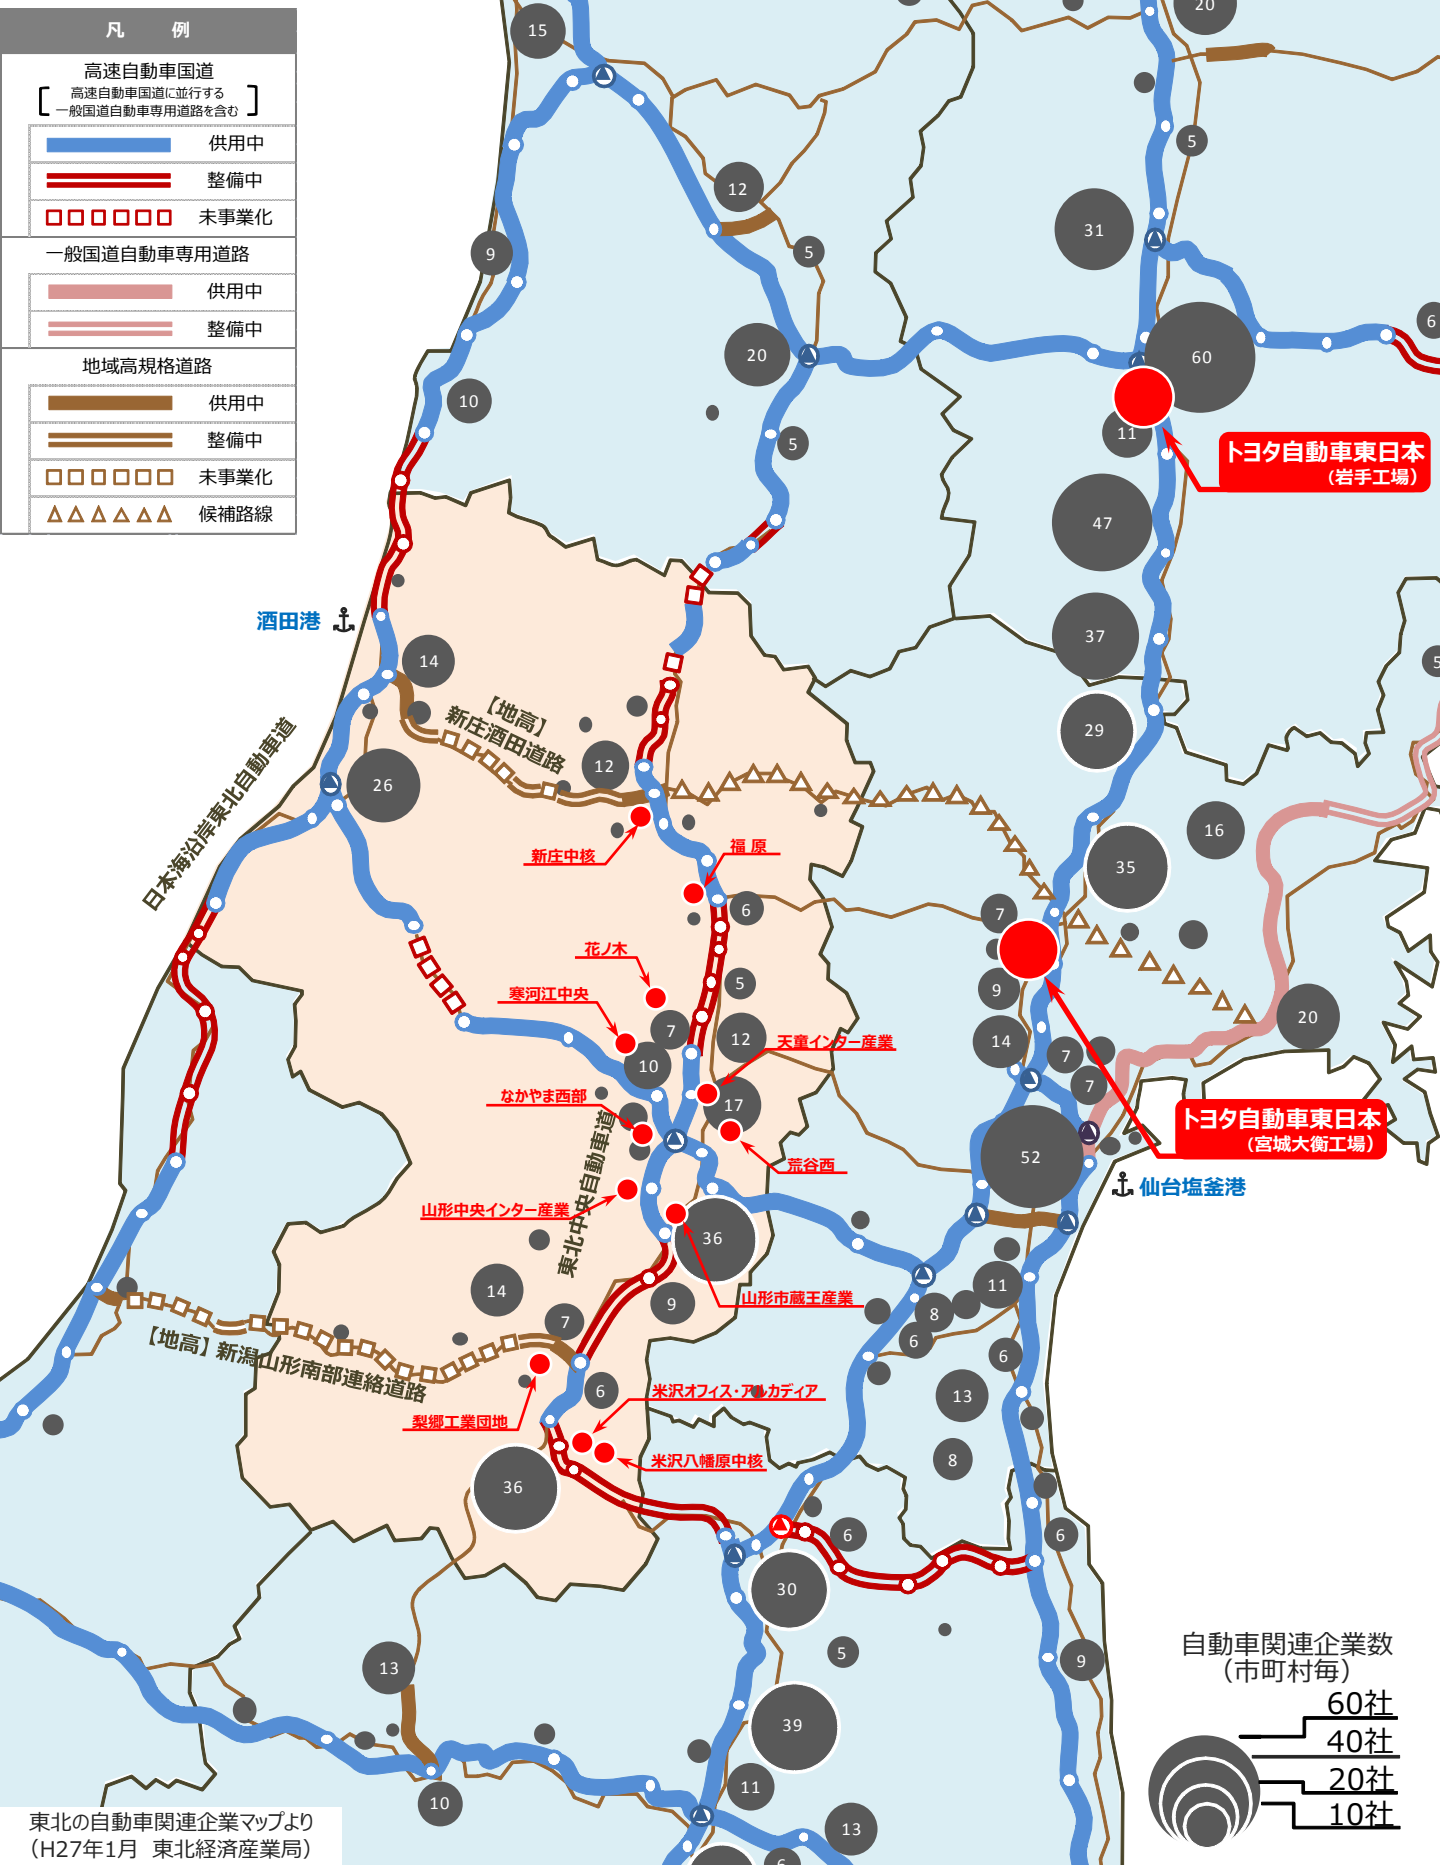 凡 例
高速自動車国道
高速自動車国道に並行する
一般国道自動車専用道路を含む
供用中
整備中
未事業化
一般国道自動車専用道路
供用中
整備中
地域高規格道路
供用中
整備中
未事業化
候補路線
15
20
5
12
31
9
5
20
60
6
10
11
5
トヨタ自動車東日本
(岩手工場)
47
酒田港
37
14
5
【地高】
新庄酒田道路
29
日本海沿岸東北自動車道
12
26
16
新庄中核
福原
35
6
7
花ノ木
寒河江中央
5
9
7
12
20
天童インター産業
14
10
7
なかやま西部
17
7
トヨタ自動車東日本
(宮城大衡工場)
荒谷西
52
仙台塩釜港
山形中央インター産業
東北中央自動車道
36
14
山形市蔵王産業
11
9
8
7
6
6
【地高】新潟山形南部連絡道路
6
米沢オフィス・アルカディア
13
梨郷工業団地
米沢八幡原中核
8
36
6
6
30
5
9
13
39
11
10
13
6
自動車関連企業数
(市町村毎)
60社
40社
20社
10社
東北の自動車関連企業マップより
(H27年1月 東北経済産業局)